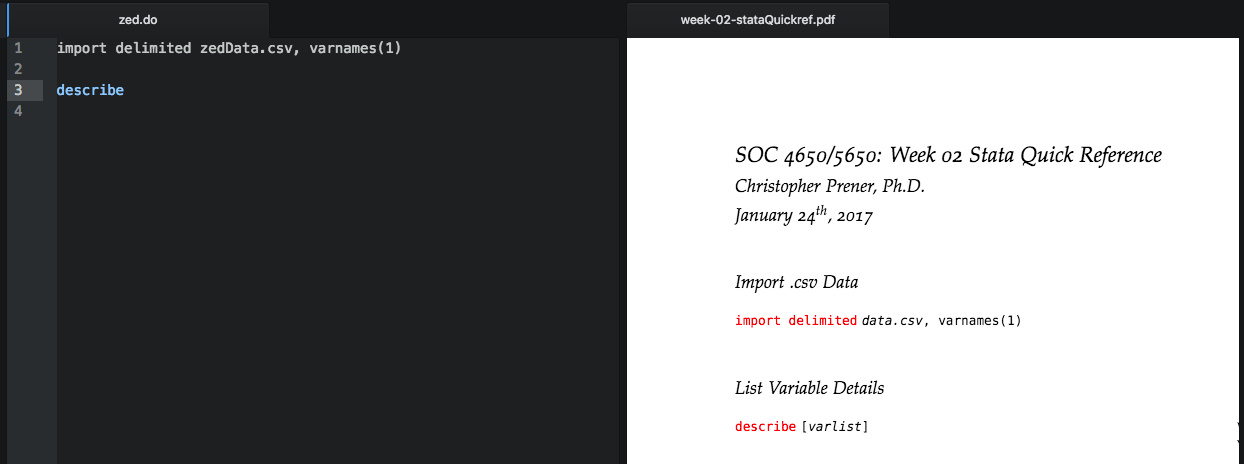 zed.do
1 import delimited zedData.csv, varnames(1)
2
3 describe
4
week-02-stataQuickref.pdf
SOC 4650/5650: Week 02 Stata Quick Reference
Christopher Prener, Ph.D.
January 24th, 2017
Import .csv Data
import delimited data.csv, varnames(1)
List Variable Details
describe [varlist]